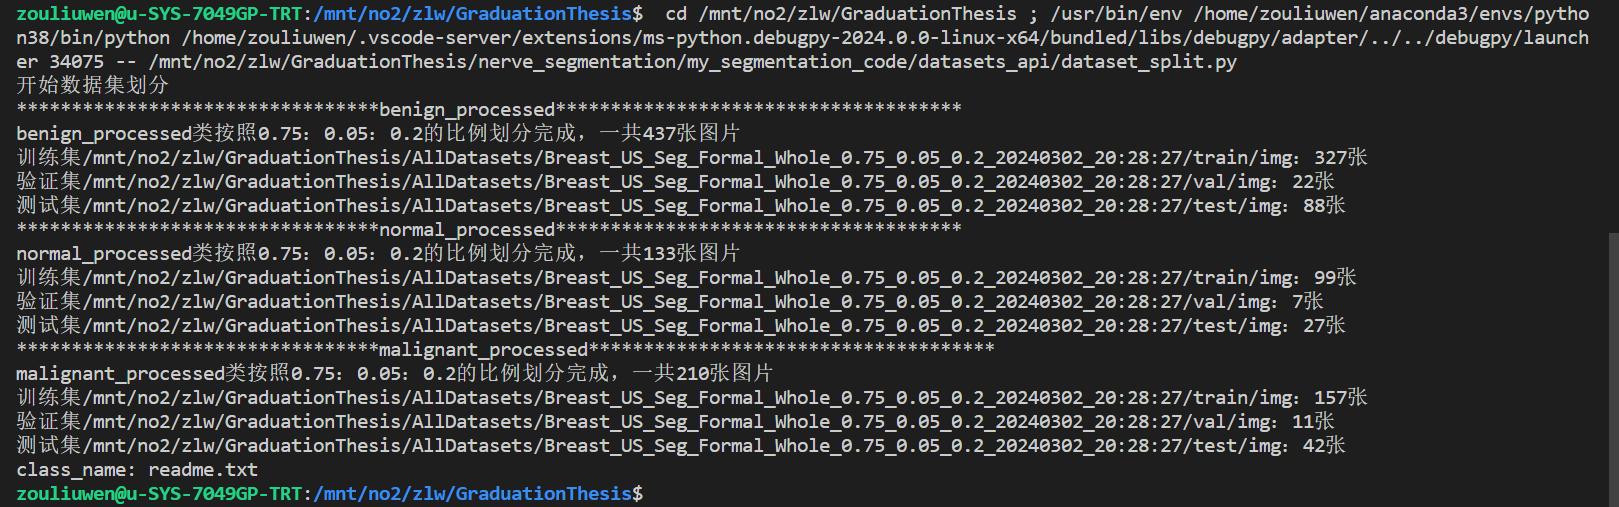 zouliuwen@u-SYS-7049GP-TRT:/mnt/no2/zlw/GraduationThesis$  cd /mnt/no2/zlw/GraduationThesis ; /usr/bin/env /home/zouliuwen/anaconda3/envs/pytho
n38/bin/python /home/zouliuwen/.vscode-server/extensions/ms-python.debugpy-2024.0.0-linux-x64/bundled/libs/debugpy/adapter/../../debugpy/launch
er 34075 -- /mnt/no2/zlw/GraduationThesis/nerve_segmentation/my_segmentation_code/datasets_api/dataset_split.py
开始数据集划分
*********************************benign_processed*************************************
benign_processed类按照0.75：0.05：0.2的比例划分完成，一共437张图片
训练集/mnt/no2/zlw/GraduationThesis/AllDatasets/Breast_US_Seg_Formal_Whole_0.75_0.05_0.2_20240302_20:28:27/train/img：327张
验证集/mnt/no2/zlw/GraduationThesis/AllDatasets/Breast_US_Seg_Formal_Whole_0.75_0.05_0.2_20240302_20:28:27/val/img：22张
测试集/mnt/no2/zlw/GraduationThesis/AllDatasets/Breast_US_Seg_Formal_Whole_0.75_0.05_0.2_20240302_20:28:27/test/img：88张
*********************************normal_processed*************************************
normal_processed类按照0.75：0.05：0.2的比例划分完成，一共133张图片
训练集/mnt/no2/zlw/GraduationThesis/AllDatasets/Breast_US_Seg_Formal_Whole_0.75_0.05_0.2_20240302_20:28:27/train/img：99张
验证集/mnt/no2/zlw/GraduationThesis/AllDatasets/Breast_US_Seg_Formal_Whole_0.75_0.05_0.2_20240302_20:28:27/val/img：7张
测试集/mnt/no2/zlw/GraduationThesis/AllDatasets/Breast_US_Seg_Formal_Whole_0.75_0.05_0.2_20240302_20:28:27/test/img：27张
*********************************malignant_processed*************************************
malignant_processed类按照0.75：0.05：0.2的比例划分完成，一共210张图片
训练集/mnt/no2/zlw/GraduationThesis/AllDatasets/Breast_US_Seg_Formal_Whole_0.75_0.05_0.2_20240302_20:28:27/train/img：157张
验证集/mnt/no2/zlw/GraduationThesis/AllDatasets/Breast_US_Seg_Formal_Whole_0.75_0.05_0.2_20240302_20:28:27/val/img：11张
测试集/mnt/no2/zlw/GraduationThesis/AllDatasets/Breast_US_Seg_Formal_Whole_0.75_0.05_0.2_20240302_20:28:27/test/img：42张
class_name: readme.txt
zouliuwen@u-SYS-7049GP-TRT:/mnt/no2/zlw/GraduationThesis$